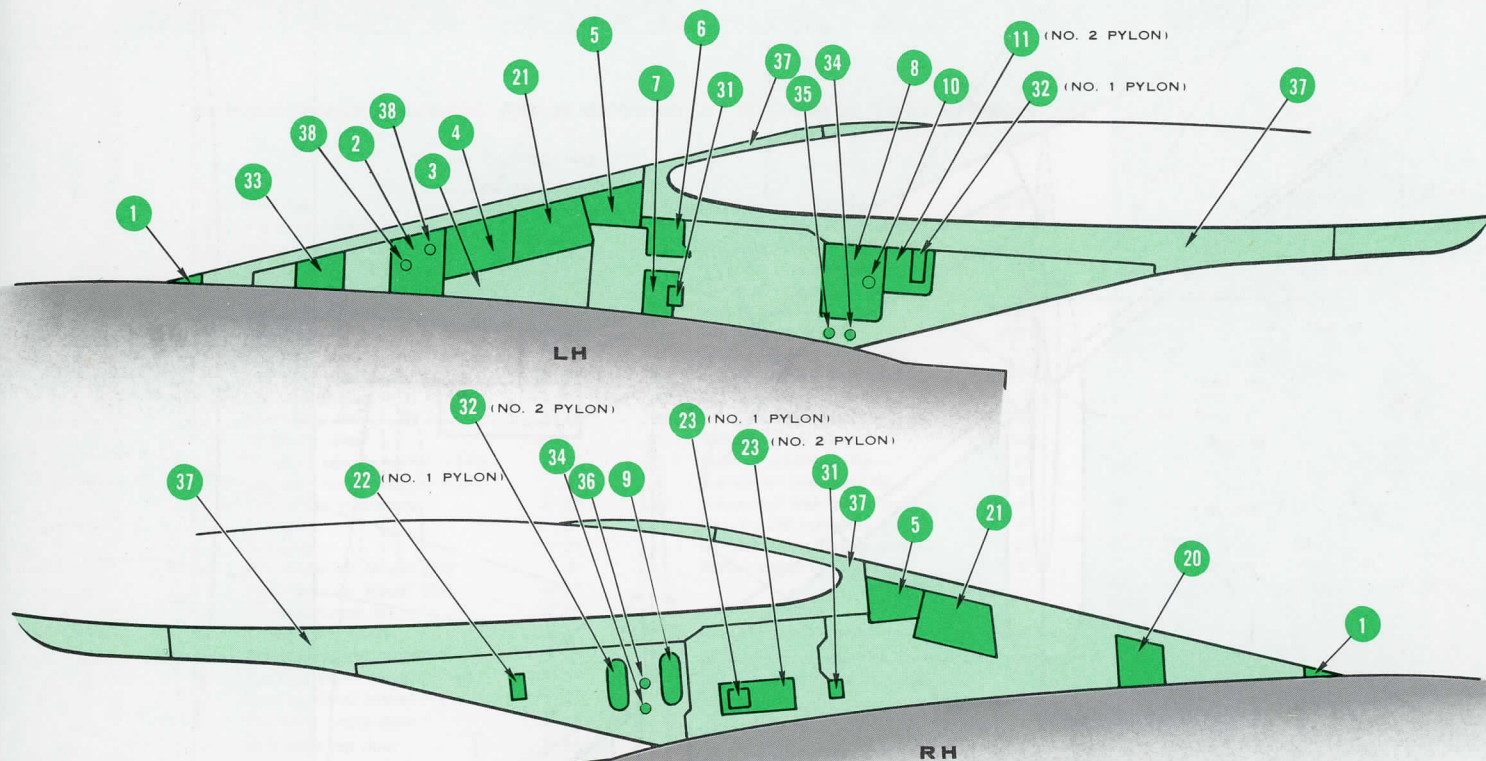 11 (NO. 2 PYLON)
5 6 37 34 8 10
21 7 31 35 32 (NO. 1 PYLON) 37
38 2 38 4 3
33
1
LH
32 (NO. 2 PYLON) 23 (NO. 1 PYLON)
23 (NO. 2 PYLON)
37 22 (NO. 1 PYLON) 34 36 9 31 37 5 21
20
1
RH